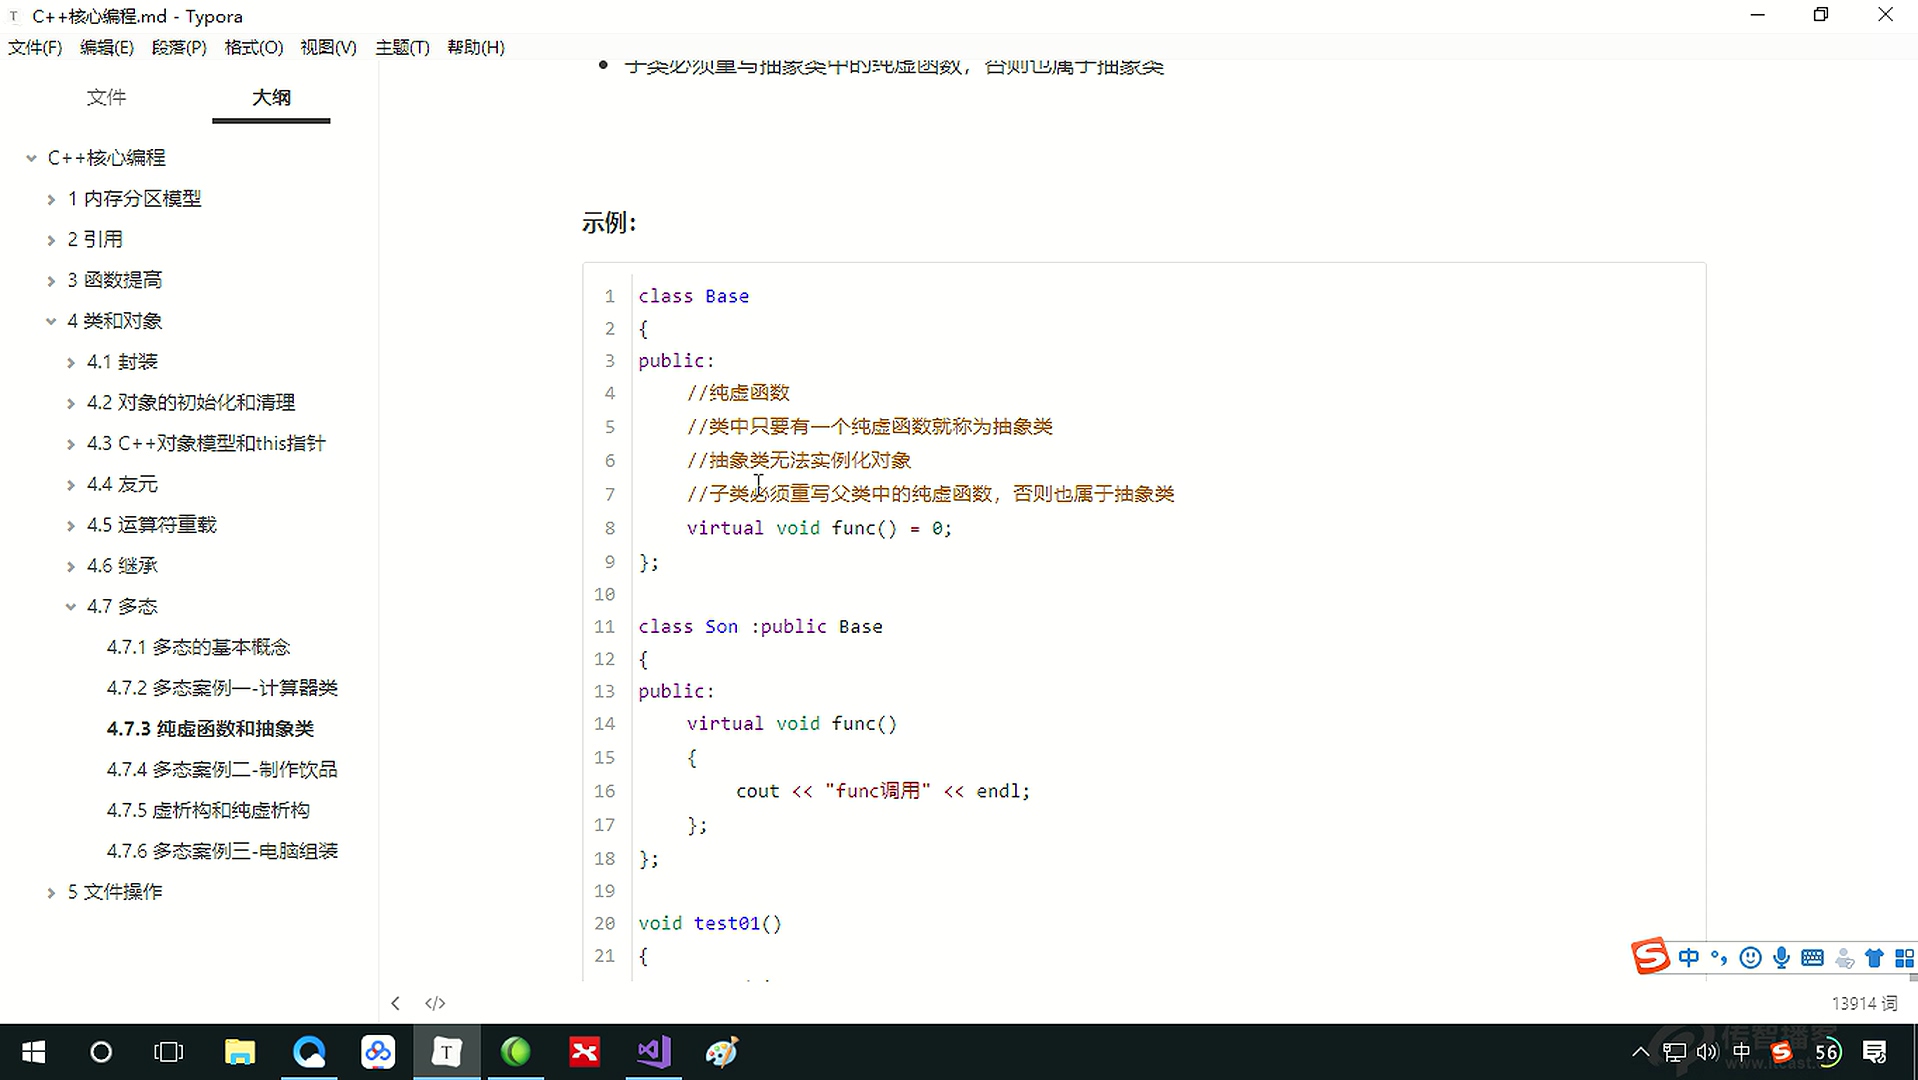 C++核心编程.md - Typora
文件(F) 编辑(E) 段落(P) 格式(O) 视图(V) 主题(T) 帮助(H)
文件 大纲
C++核心编程
1 内存分区模型
2 引用
3 函数提高
4 类和对象
4.1 封装
4.2 对象的初始化和清理
4.3 C++对象模型和this指针
4.4 友元
4.5 运算符重载
4.6 继承
4.7 多态
4.7.1 多态的基本概念
4.7.2 多态案例一-计算器类
4.7.3 纯虚函数和抽象类
4.7.4 多态案例二-制作饮品
4.7.5 虚析构和纯虚析构
4.7.6 多态案例三-电脑组装
5 文件操作
子类必须重写抽象类中的纯虚函数，否则也属于抽象类
示例：
1 class Base
2 {
3 public:
4 //纯虚函数
5 //类中只要有一个纯虚函数就称为抽象类
6 //抽象类无法实例化对象
7 //子类必须重写父类中的纯虚函数，否则也属于抽象类
8 virtual void func() = 0;
9 };
10
11 class Son :public Base
12 {
13 public:
14 virtual void func()
15 {
16 cout << "func调用" << endl;
17 };
18 };
19
20 void test01()
21 {
中
</>
13914 词
T
中
56
传智播客
www.itcast.c